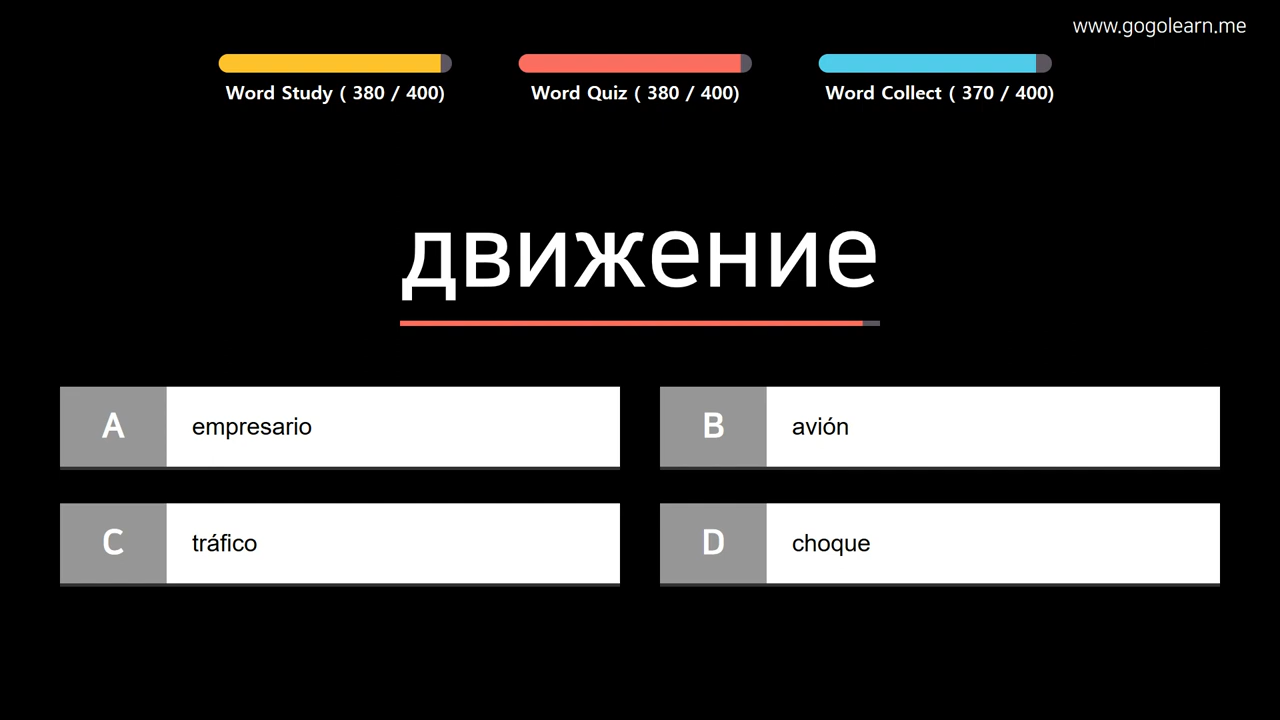 www.gogolearn.me
Word Study ( 380 / 400)
Word Quiz ( 380 / 400)
Word Collect ( 370 / 400)
движение
A empresario
B avión
C tráfico
D choque